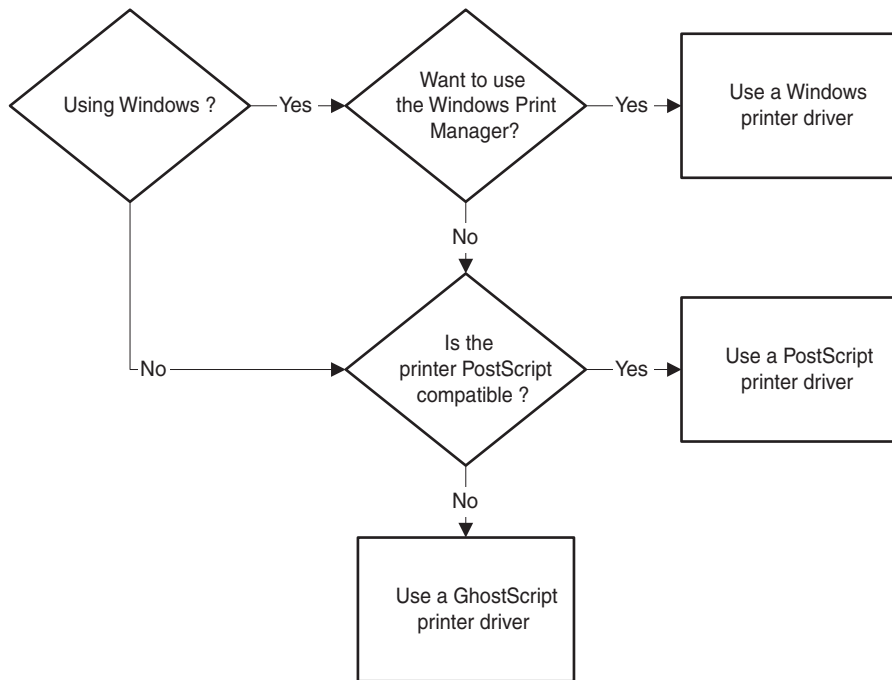 Using Windows ?
Yes
Want to use
the Windows Print
Manager?
Yes
Use a Windows
printer driver
No
No
Is the
printer PostScript
compatible ?
Yes
Use a PostScript
printer driver
No
Use a GhostScript
printer driver